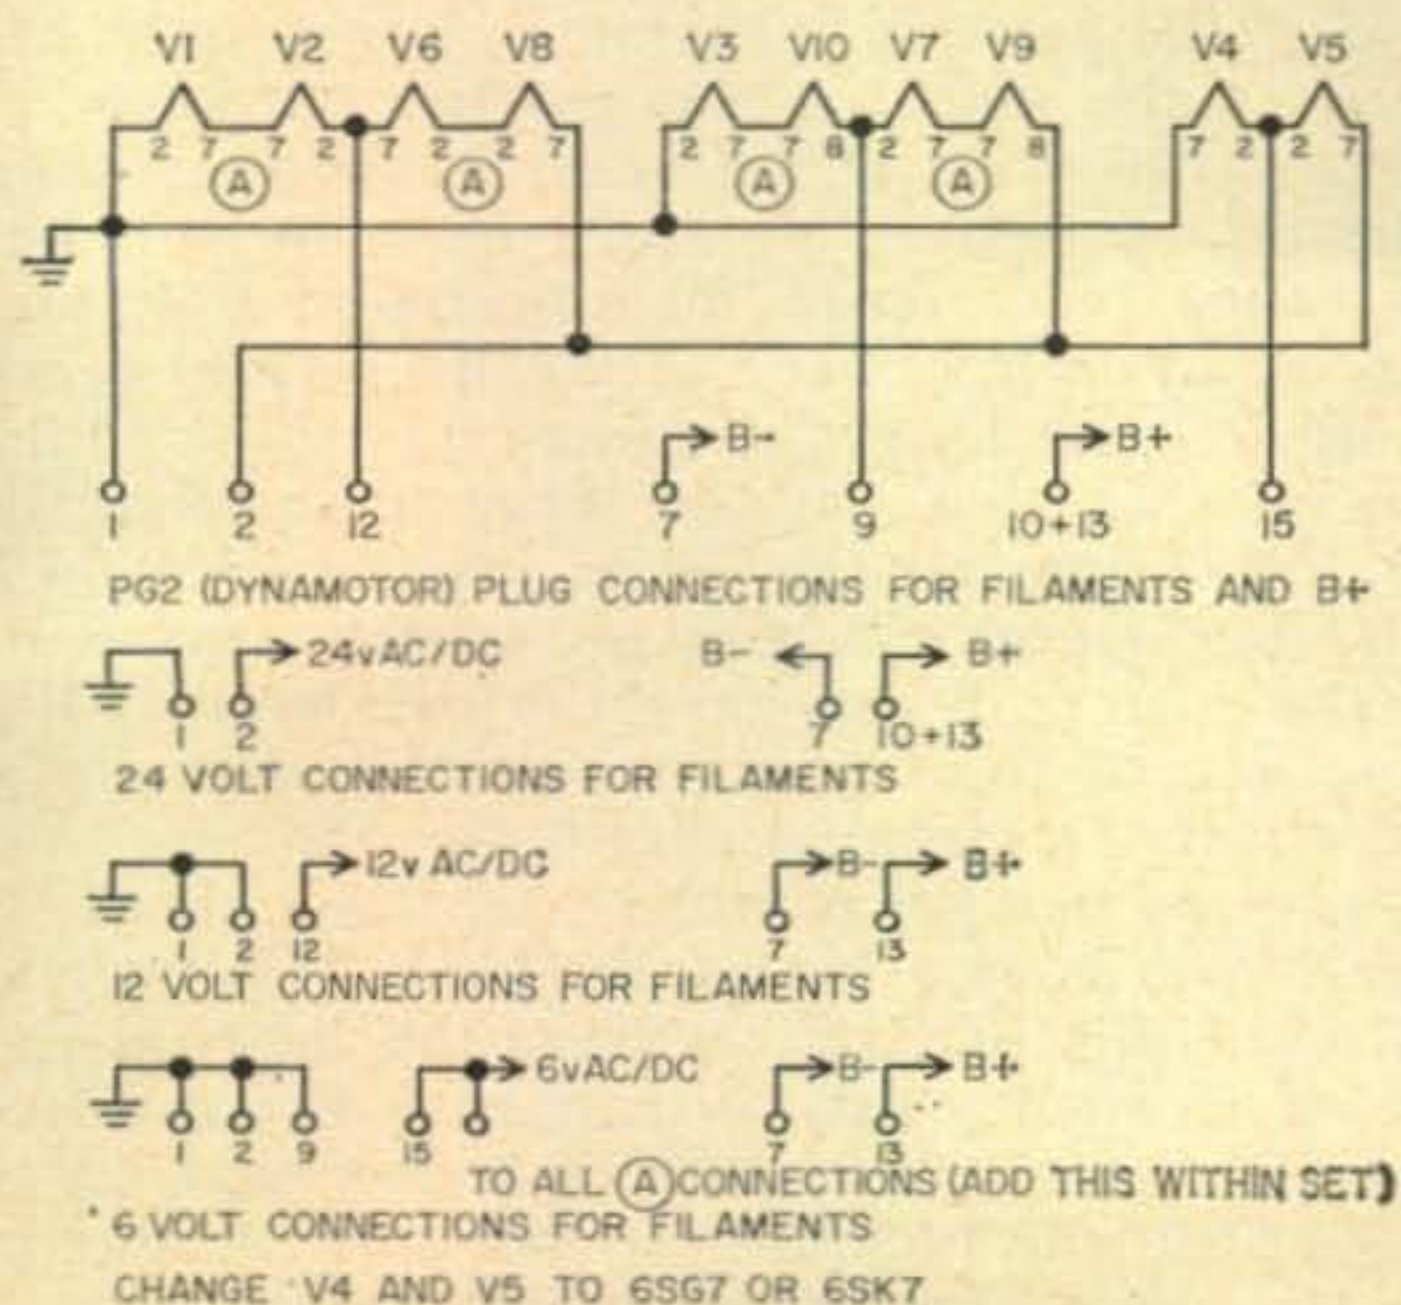 V1 V2 V6 V8 V3 V10 V7 V9 V4 V5
2 7 7 2 7 2 2 7 2 7 7 8 2 7 7 8 7 2 2 7
A A A A
B- B+
1 2 12 7 9 10+13 15
PG2 (DYNAMOTOR) PLUG CONNECTIONS FOR FILAMENTS AND B+
24v AC/DC B- B+
1 2 7 10+13
24 VOLT CONNECTIONS FOR FILAMENTS
12v AC/DC B- B+
1 2 12 7 13
12 VOLT CONNECTIONS FOR FILAMENTS
6v AC/DC B- B+
1 2 9 15 7 13
TO ALL A CONNECTIONS (ADD THIS WITHIN SET)
6 VOLT CONNECTIONS FOR FILAMENTS
CHANGE V4 AND V5 TO 6SG7 OR 6SK7